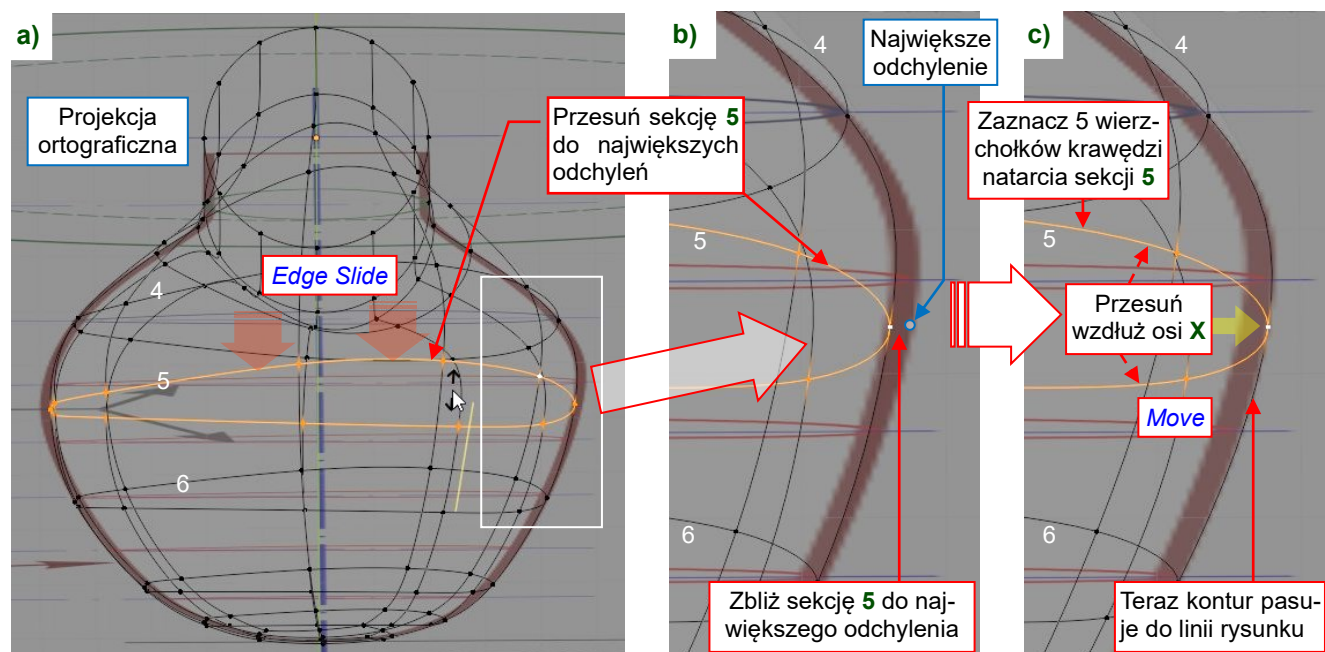 a)
Projekcja
ortograficzna
4
Edge Slide
5
6
Przesuń sekcję 5
do największych
odchyleń
b)
4
Największe
odchylenie
5
6
Zbliż sekcję 5 do naj-
większego odchylenia
c)
4
Zaznacz 5 wierz-
chołków krawędzi
natarcia sekcji 5
5
Przesuń
wzdłuż osi X
Move
6
Teraz kontur pasu-
je do linii rysunku